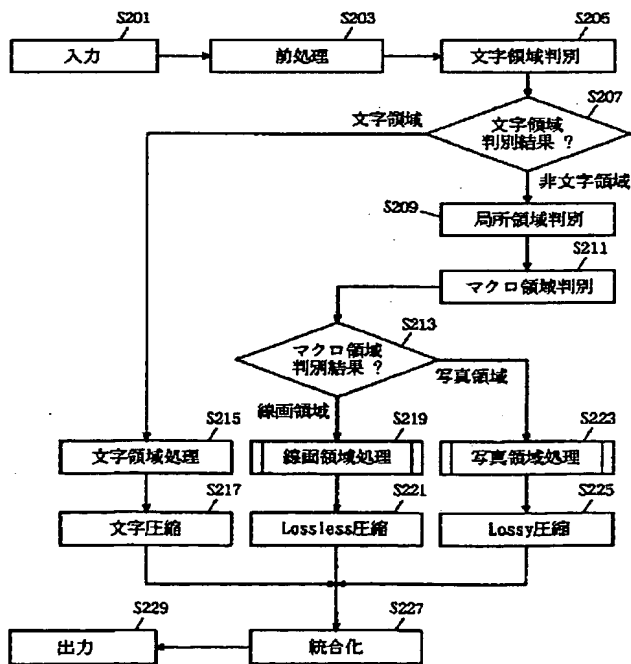 S201
入力
S203
前処理
S205
文字領域判別
S207
文字領域
判別結果 ?
文字領域
非文字領域
S209
局所領域判別
S211
マクロ領域判別
S213
マクロ領域
判別結果 ?
線画領域
写真領域
S215
文字領域処理
S219
線画領域処理
S223
写真領域処理
S217
文字圧縮
S221
Lossless圧縮
S225
Lossy圧縮
S229
出力
S227
統合化